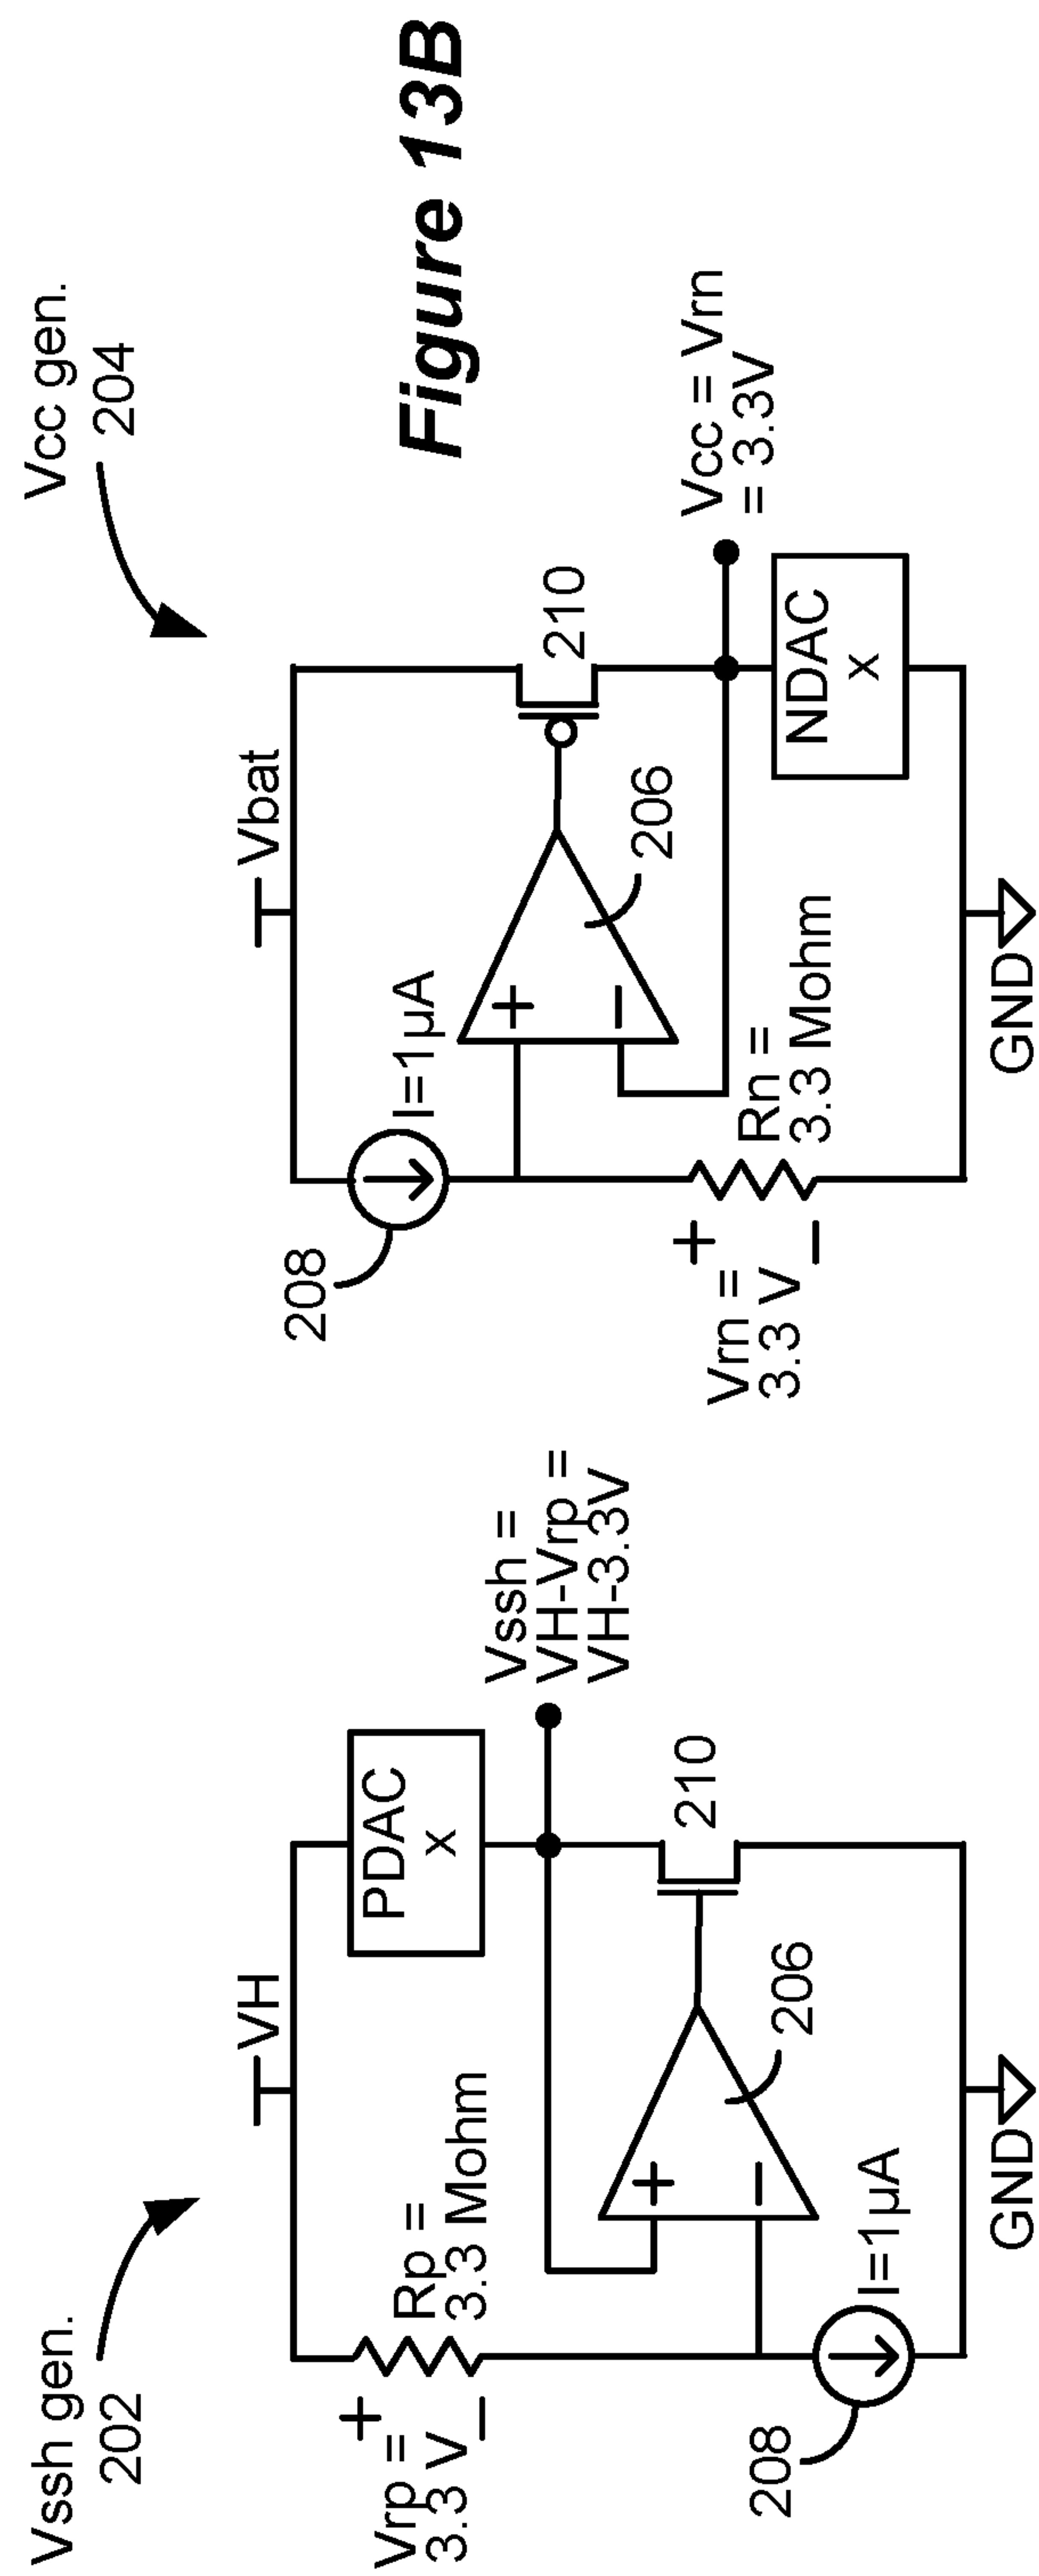 Vssh gen.
202
VH
Vrp =
3.3 V
+
−
Rp =
3.3 Mohm
PDAC
x
Vssh =
VH-Vrp =
VH-3.3V
+
−
206
210
208
I=1µA
GND
Vcc gen.
204
Vbat
208
I=1µA
+
−
206
210
Vrn =
3.3 V
+
−
Rn =
3.3 Mohm
Vcc = Vrn
= 3.3V
NDAC
x
GND
Figure 13B